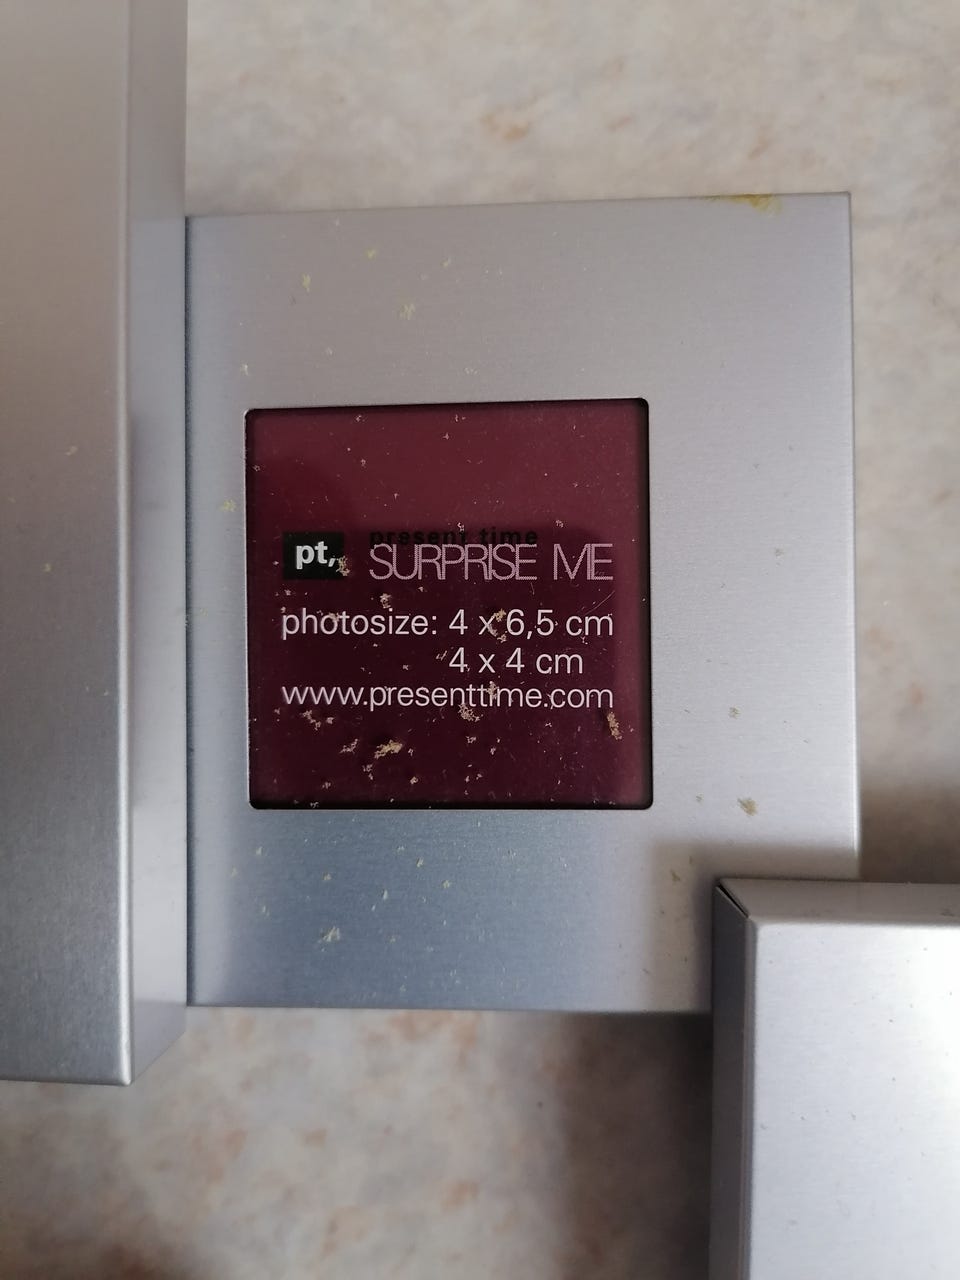 pt, present time
SURPRISE ME
photosize: 4 x 6,5 cm
4 x 4 cm
www.presenttime.com